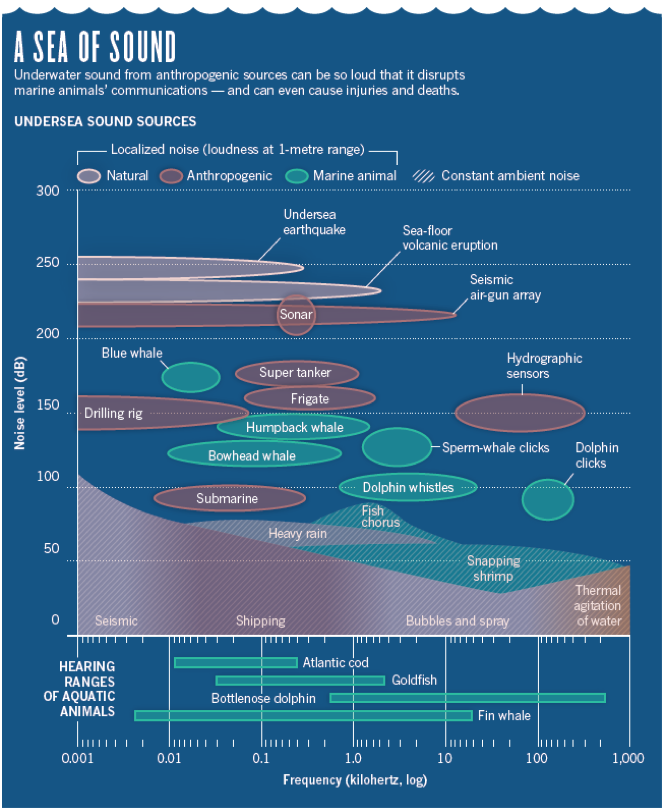 A SEA OF SOUND
Underwater sound from anthropogenic sources can be so loud that it disrupts
marine animals' communications — and can even cause injuries and deaths.
UNDERSEA SOUND SOURCES
Localized noise (loudness at 1-metre range)
Natural
Anthropogenic
Marine animal
Constant ambient noise
300
Undersea
earthquake
Sea-floor
volcanic eruption
250
Seismic
air-gun array
Sonar
200
Noise level (dB)
Blue whale
Super tanker
Hydrographic
sensors
Frigate
150
Drilling rig
Humpback whale
Sperm-whale clicks
Bowhead whale
Dolphin
clicks
100
Dolphin whistles
Submarine
Fish
chorus
Heavy rain
50
Snapping
shrimp
Thermal
agitation
of water
0
Seismic
Shipping
Bubbles and spray
HEARING
RANGES
OF AQUATIC
ANIMALS
Atlantic cod
Goldfish
Bottlenose dolphin
Fin whale
0.001
0.01
0.1
1.0
10
100
1,000
Frequency (kilohertz, log)